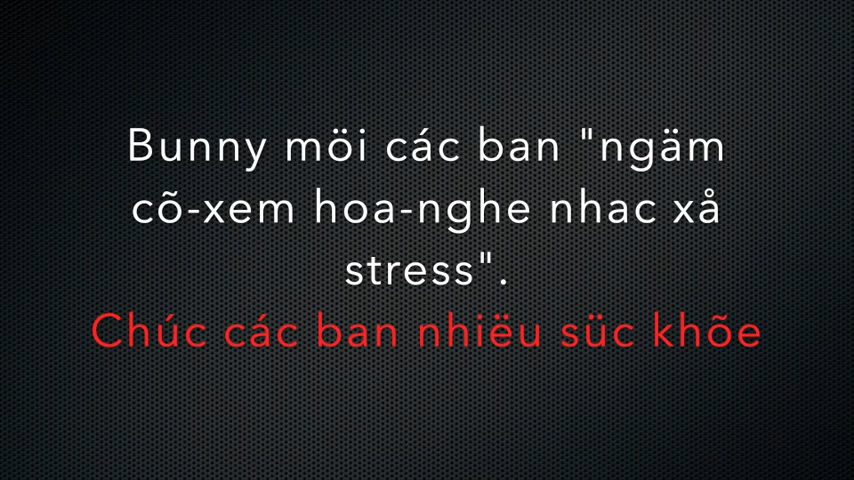 Bunny möi các ban "ngäm
cõ-xem hoa-nghe nhac xå
stress".
Chúc các ban nhiëu süc khõe